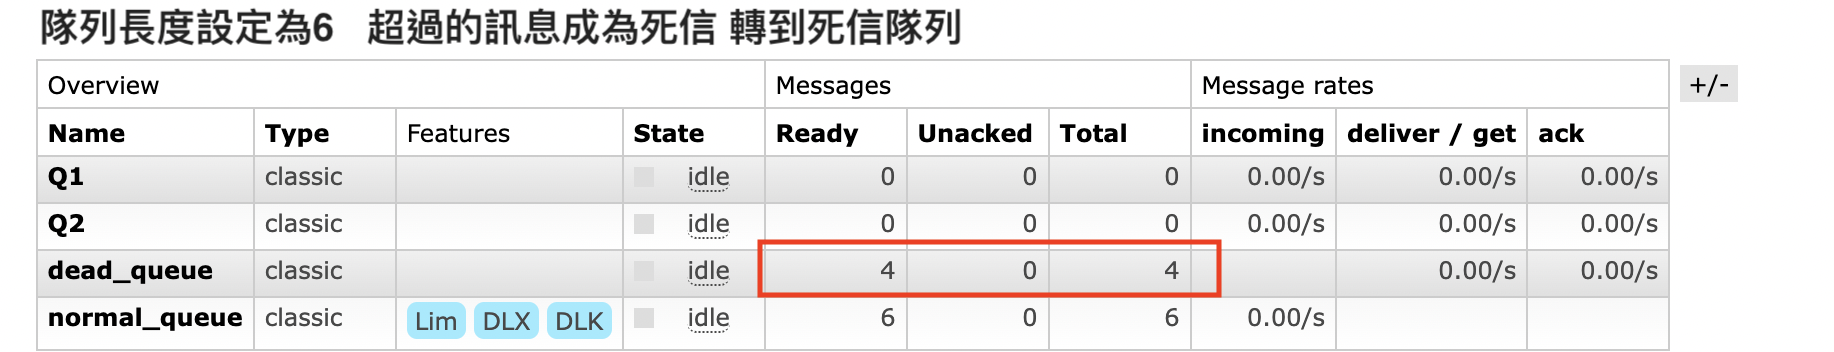 隊列長度設定為6 超過的訊息成為死信 轉到死信隊列
Overview Messages Message rates +/-
Name Type Features State Ready Unacked Total incoming deliver / get ack
Q1 classic idle 0 0 0 0.00/s 0.00/s 0.00/s
Q2 classic idle 0 0 0 0.00/s 0.00/s 0.00/s
dead_queue classic idle 4 0 4 0.00/s 0.00/s
normal_queue classic Lim DLX DLK idle 6 0 6 0.00/s